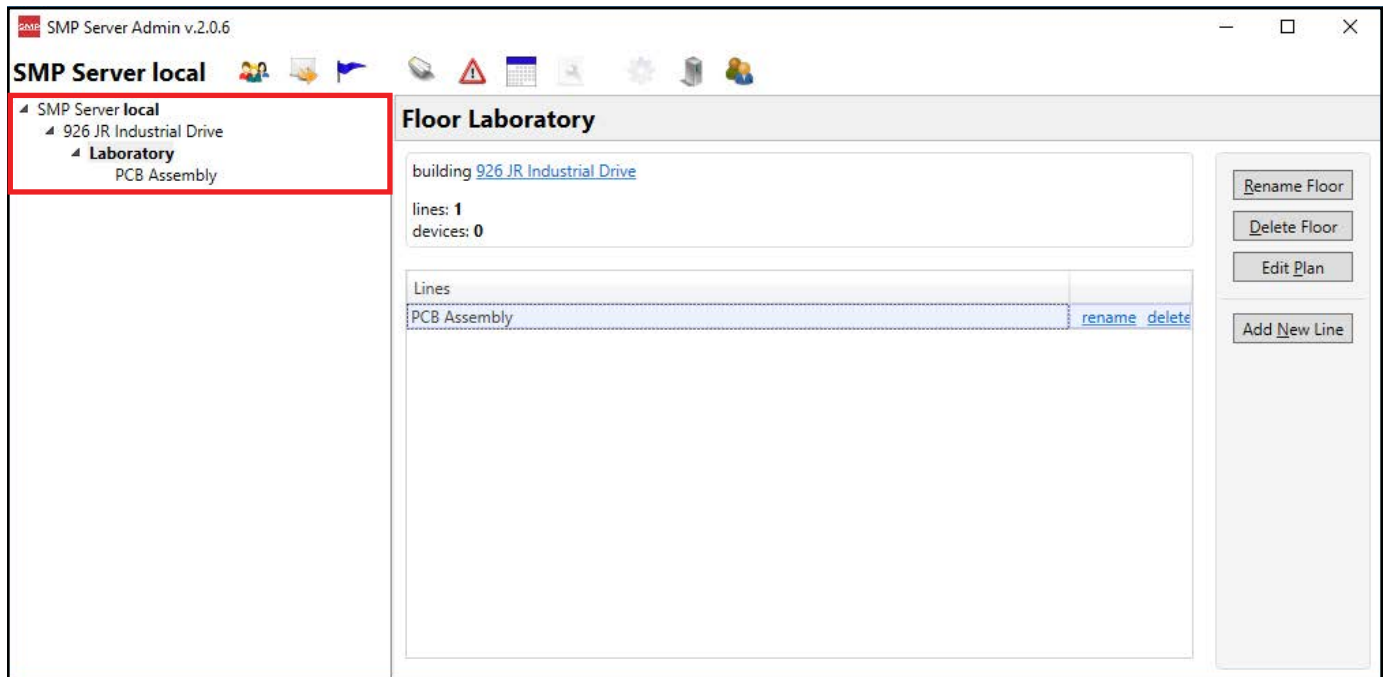 SMP SMP Server Admin v.2.0.6
SMP Server local
SMP Server local
926 JR Industrial Drive
Laboratory
PCB Assembly
Floor Laboratory
building 926 JR Industrial Drive
lines: 1
devices: 0
Lines
PCB Assembly rename delete
Rename Floor
Delete Floor
Edit Plan
Add New Line